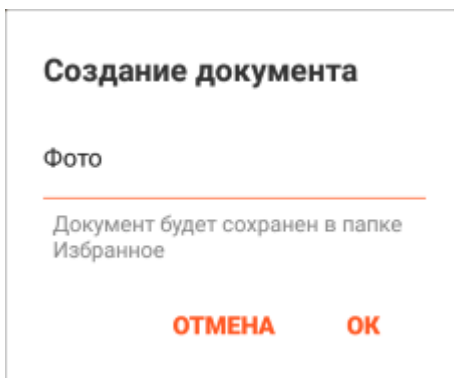 Создание документа
Фото
Документ будет сохранен в папке
Избранное
ОТМЕНА ОК